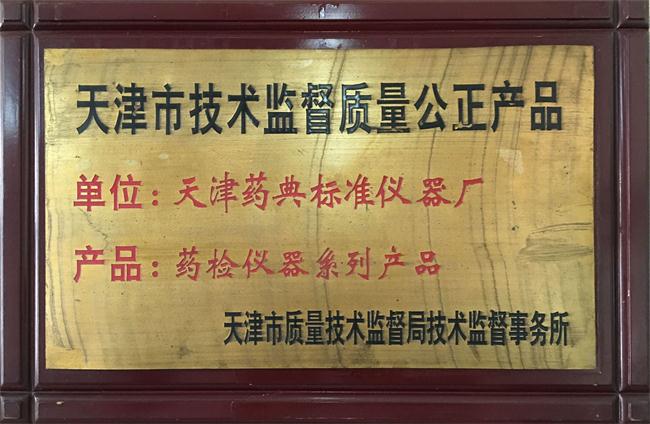 天津市技术监督质量公正产品
单位：天津药典标准仪器厂
产品：药检仪器系列产品
天津市质量技术监督局技术监督事务所